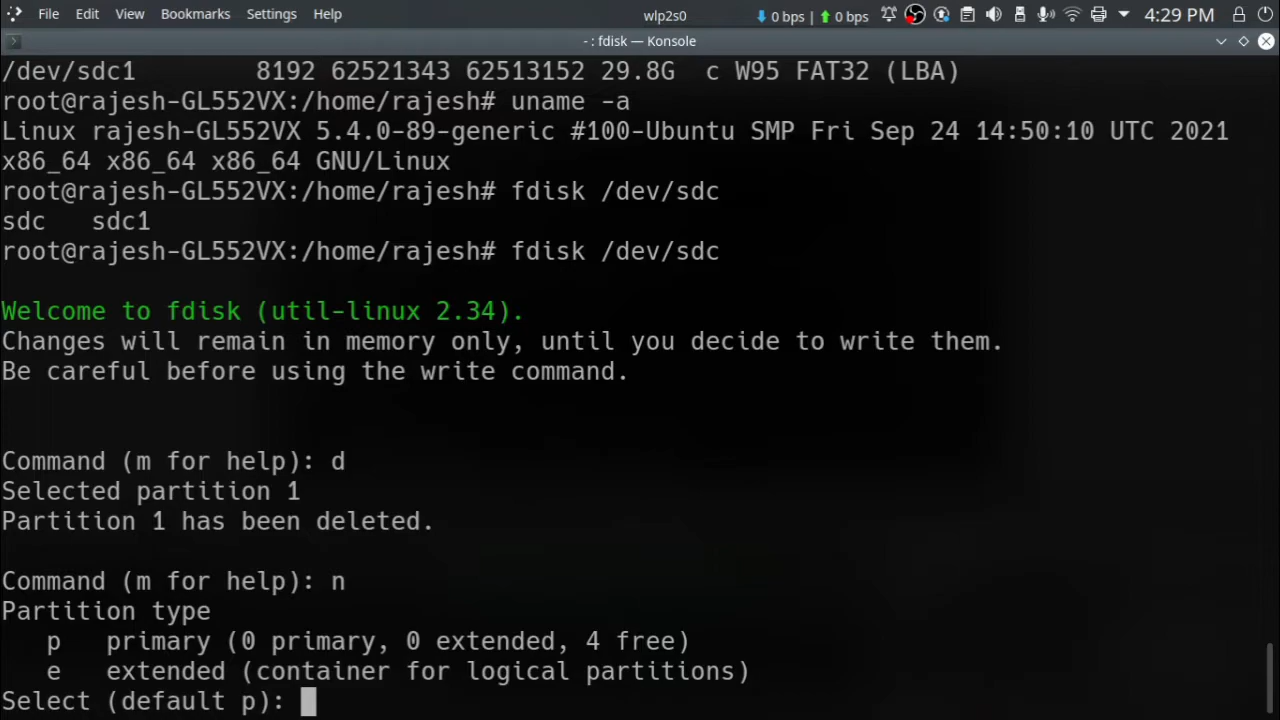 File Edit View Bookmarks Settings Help wlp2s0 0 bps | 0 bps 4:29 PM
- : fdisk — Konsole
/dev/sdc1        8192 62521343 62513152 29.8G  c W95 FAT32 (LBA)
root@rajesh-GL552VX:/home/rajesh# uname -a
Linux rajesh-GL552VX 5.4.0-89-generic #100-Ubuntu SMP Fri Sep 24 14:50:10 UTC 2021
x86_64 x86_64 x86_64 GNU/Linux
root@rajesh-GL552VX:/home/rajesh# fdisk /dev/sdc
sdc   sdc1
root@rajesh-GL552VX:/home/rajesh# fdisk /dev/sdc
Welcome to fdisk (util-linux 2.34).
Changes will remain in memory only, until you decide to write them.
Be careful before using the write command.
Command (m for help): d
Selected partition 1
Partition 1 has been deleted.
Command (m for help): n
Partition type
   p   primary (0 primary, 0 extended, 4 free)
   e   extended (container for logical partitions)
Select (default p):